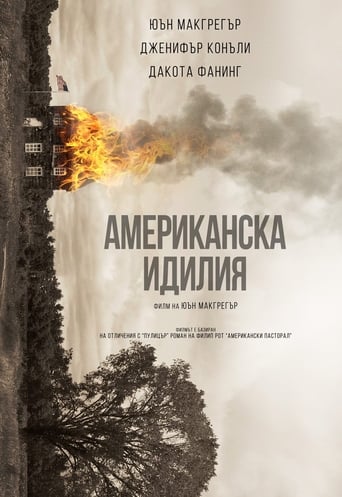 ЮЪН МАКГРЕГЪР
ДЖЕНИФЪР КОНЪЛИ
ДАКОТА ФАНИНГ
АМЕРИКАНСКА
ИДИЛИЯ
ФИЛМ НА ЮЪН МАКГРЕГЪР
ФИЛМЪТ Е БАЗИРАН
НА ОТЛИЧЕНИЯ С "ПУЛИЦЪР" РОМАН НА ФИЛИП РОТ "АМЕРИКАНСКИ ПАСТОРАЛ"